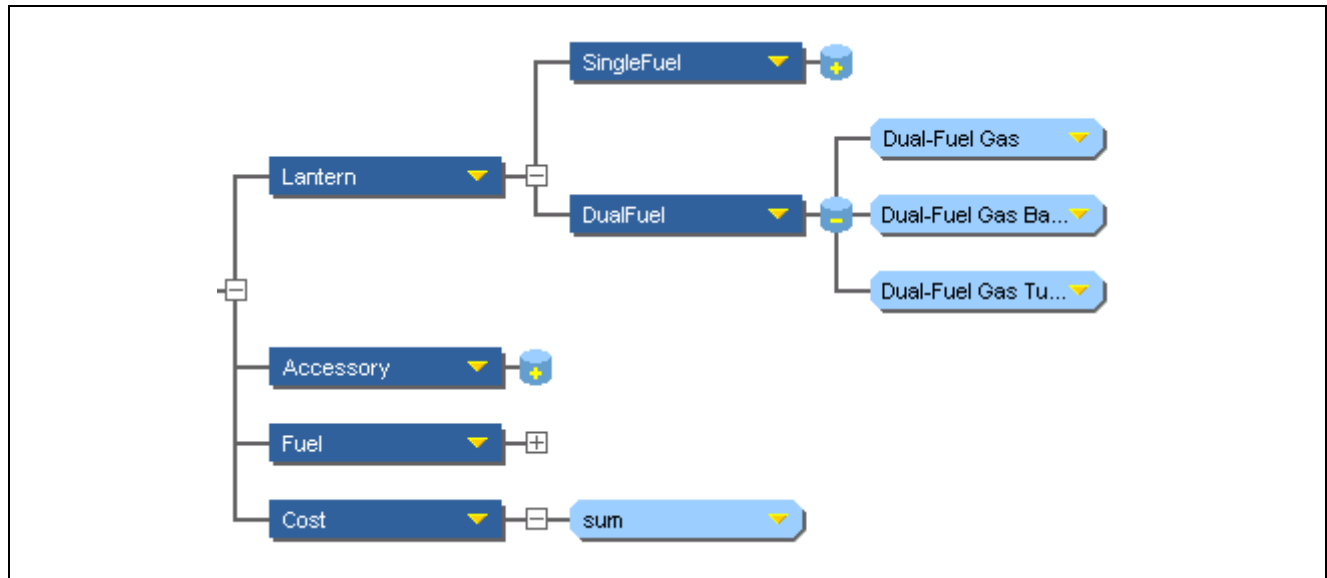 SingleFuel
Dual-Fuel Gas
Lantern
DualFuel
Dual-Fuel Gas Ba...
Dual-Fuel Gas Tu...
Accessory
Fuel
Cost
sum